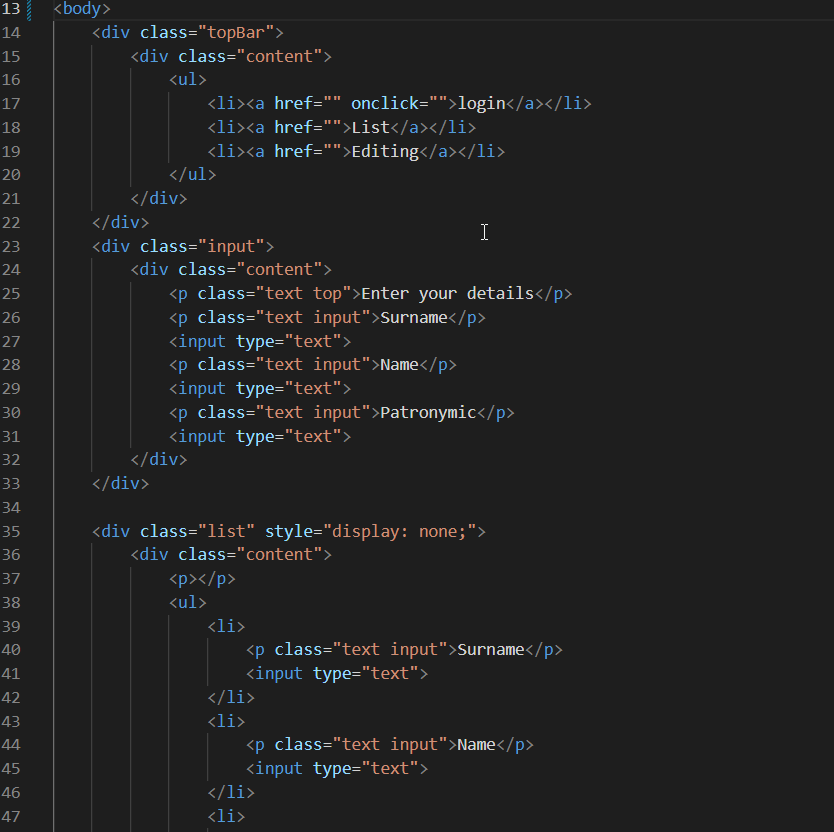 13 <body>
14 <div class="topBar">
15 <div class="content">
16 <ul>
17 <li><a href="" onclick="">login</a></li>
18 <li><a href="">List</a></li>
19 <li><a href="">Editing</a></li>
20 </ul>
21 </div>
22 </div>
23 <div class="input">
24 <div class="content">
25 <p class="text top">Enter your details</p>
26 <p class="text input">Surname</p>
27 <input type="text">
28 <p class="text input">Name</p>
29 <input type="text">
30 <p class="text input">Patronymic</p>
31 <input type="text">
32 </div>
33 </div>
34
35 <div class="list" style="display: none;">
36 <div class="content">
37 <p></p>
38 <ul>
39 <li>
40 <p class="text input">Surname</p>
41 <input type="text">
42 </li>
43 <li>
44 <p class="text input">Name</p>
45 <input type="text">
46 </li>
47 <li>